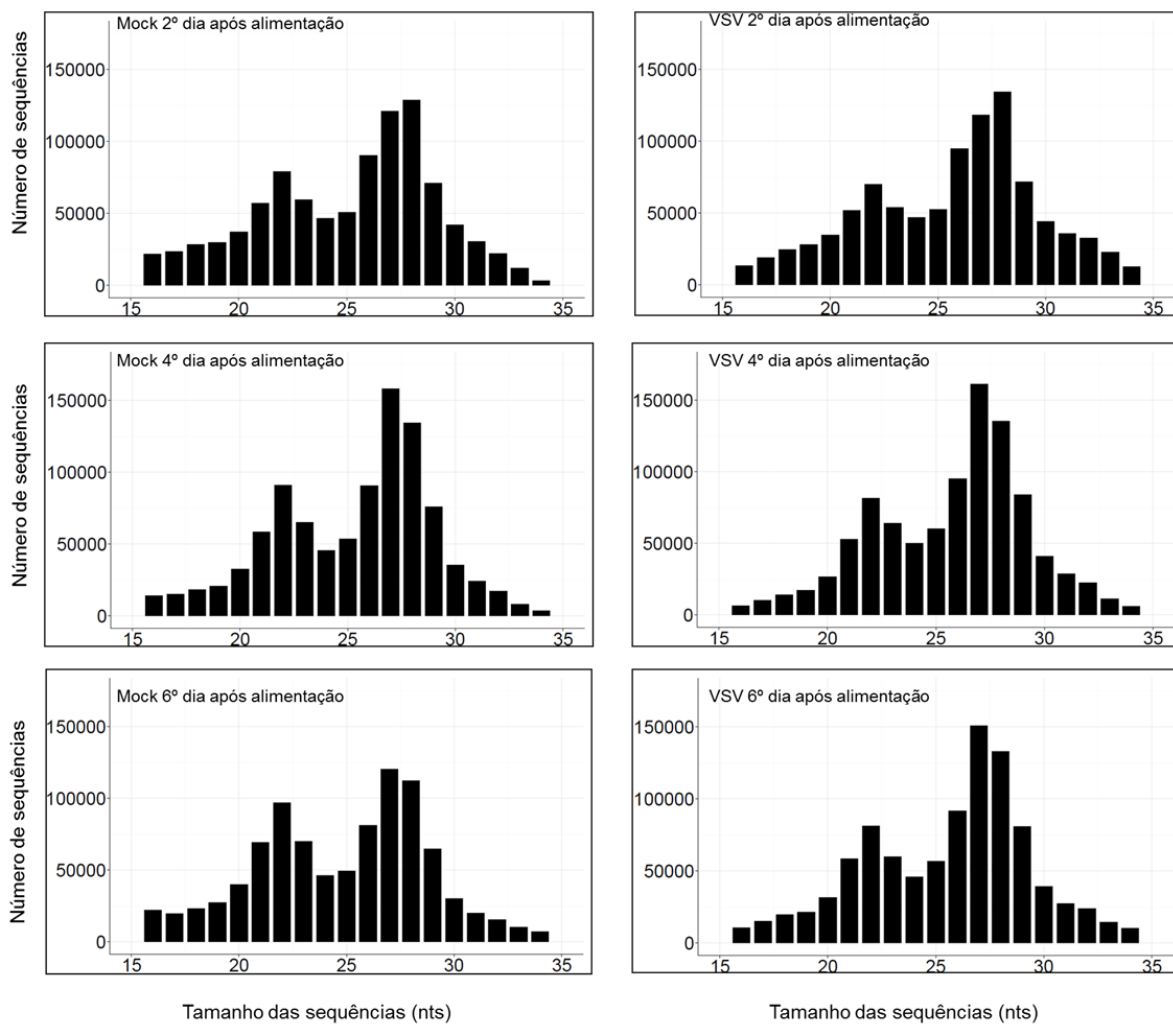 Mock 2º dia após alimentação
VSV 2º dia após alimentação
Número de sequências
150000
100000
50000
0
15 20 25 30 35
150000
100000
50000
0
15 20 25 30 35
Mock 4º dia após alimentação
VSV 4º dia após alimentação
Número de sequências
150000
100000
50000
0
15 20 25 30 35
150000
100000
50000
0
15 20 25 30 35
Mock 6º dia após alimentação
VSV 6º dia após alimentação
Número de sequências
150000
100000
50000
0
15 20 25 30 35
150000
100000
50000
0
15 20 25 30 35
Tamanho das sequências (nts)
Tamanho das sequências (nts)